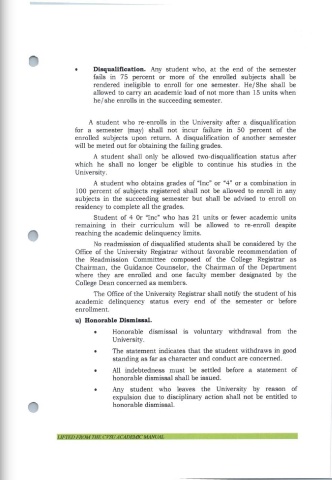 • Disqualification. Any student who, at the end of the semester
fails in 75 percent or more of the enrolled subjects shall be
rendered ineligible to enroll for one semester. He/She shall be
allowed to carry an academic load of not more than 15 units when
he/she enrolls in the succeeding semester.
A student who re-enrolls in the University after a disqualification
for a semester (may) shall not incur failure in 50 percent of the
enrolled subjects upon return. A disqualification of another semester
will be meted out for obtaining the failing grades.
A student shall only be allowed two-disqualification status after
which he shall no longer be eligible to continue his studies in the
University.
A student who obtains grades of "Inc" or "4" or a combination in
100 percent of subjects registered shall not be allowed to enroll in any
subjects in the succeeding semester but shall be advised to enroll on
residency to complete all the grades.
Student of 4 0r "Inc" who has 21 units or fewer academic units
remaining in their curriculum will be allowed to re-enroll despite
reaching the academic delinquency limits.
No readmission of disqualified students shall be considered by the
Office of the University Registrar without favorable recommendation of
the Readmission Committee composed of the College Registrar as
Chairman, the Guidance Counselor, the Chairman of the Department
where they are enrolled and one faculty member designated by the
College Dean concerned as members.
The Office of the University Registrar shall notify the student of his
academic delinquency status every end of the semester or before
enrollment.
u) Honorable Dismissal.
• Honorable dismissal is voluntary withdrawal from the
University.
• The statement indicates that the student withdraws in good
standing as far as character and conduct are concerned.
• All indebtedness must be settled before a statement of
honorable dismissal shall be issued.
• Any student who leaves the University by reason of
expulsion due to disciplinary action shall not be entitled to
honorable dismissal.
LIFTED FROM THE CVSU ACADEMIC MANUAL